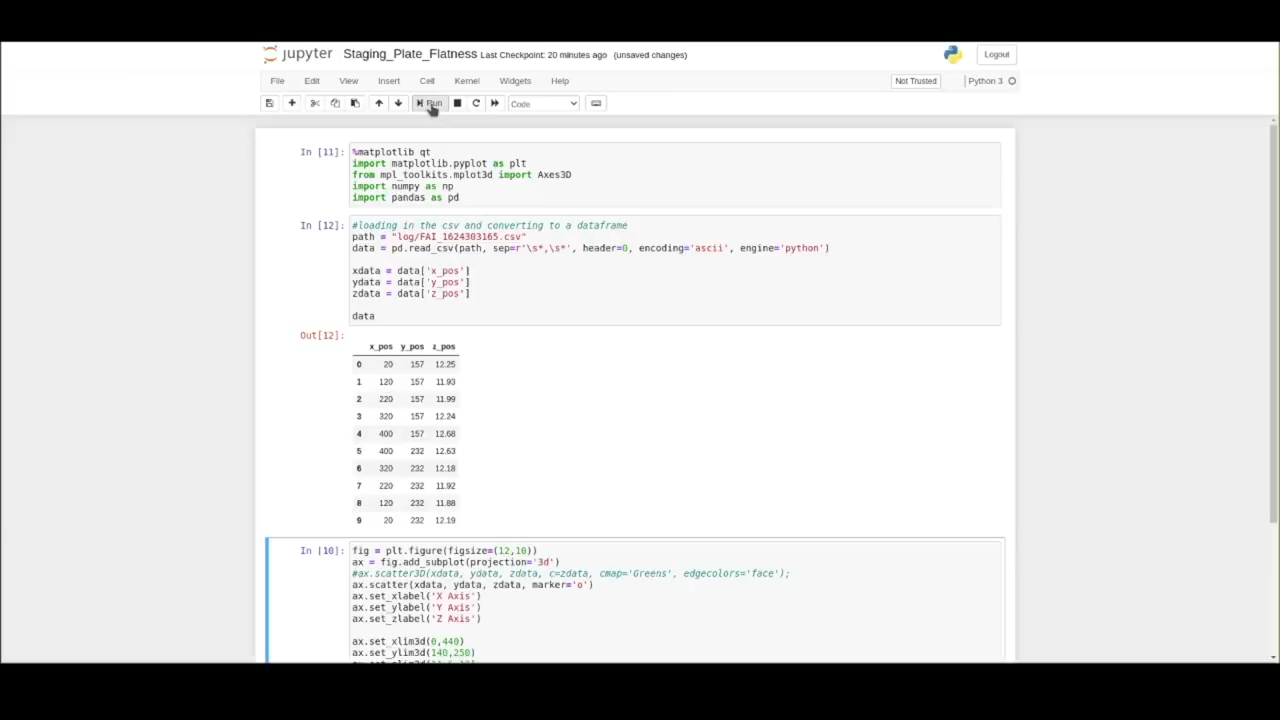 jupyter Staging_Plate_Flatness Last Checkpoint: 20 minutes ago (unsaved changes) Logout
File Edit View Insert Cell Kernel Widgets Help Not Trusted Python 3
Run Code
In [11]: %matplotlib qt
import matplotlib.pyplot as plt
from mpl_toolkits.mplot3d import Axes3D
import numpy as np
import pandas as pd
In [12]: #loading in the csv and converting to a dataframe
path = "log/FAI_1624303165.csv"
data = pd.read_csv(path, sep=r'\s*,\s*', header=0, encoding='ascii', engine='python')
xdata = data['x_pos']
ydata = data['y_pos']
zdata = data['z_pos']
data
Out[12]:
x_pos y_pos z_pos
0 20 157 12.25
1 120 157 11.93
2 220 157 11.99
3 320 157 12.24
4 400 157 12.68
5 400 232 12.63
6 320 232 12.18
7 220 232 11.92
8 120 232 11.88
9 20 232 12.19
In [10]: fig = plt.figure(figsize=(12,10))
ax = fig.add_subplot(projection='3d')
#ax.scatter3D(xdata, ydata, zdata, c=zdata, cmap='Greens', edgecolors='face');
ax.scatter(xdata, ydata, zdata, marker='o')
ax.set_xlabel('X Axis')
ax.set_ylabel('Y Axis')
ax.set_zlabel('Z Axis')
ax.set_xlim3d(0,440)
ax.set_ylim3d(140,250)